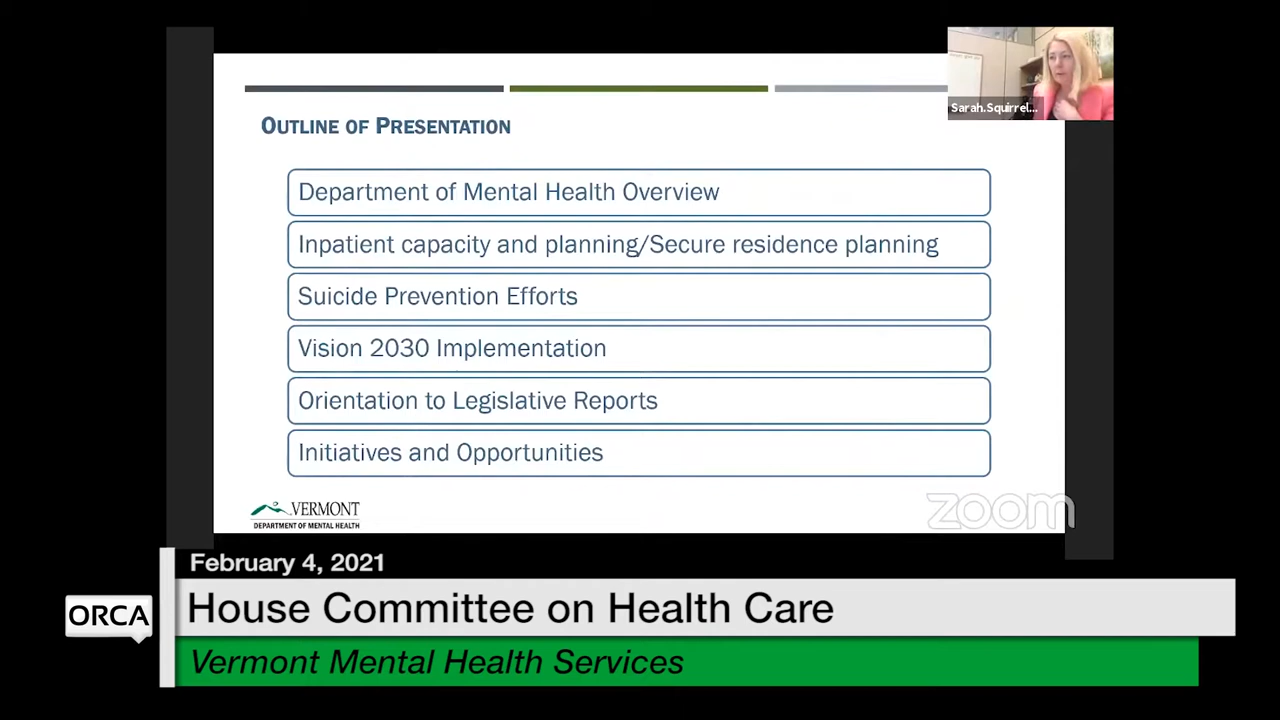 Sarah.Squirrel...
OUTLINE OF PRESENTATION
Department of Mental Health Overview
Inpatient capacity and planning/Secure residence planning
Suicide Prevention Efforts
Vision 2030 Implementation
Orientation to Legislative Reports
Initiatives and Opportunities
VERMONT
DEPARTMENT OF MENTAL HEALTH
zoom
February 4, 2021
ORCA
House Committee on Health Care
Vermont Mental Health Services